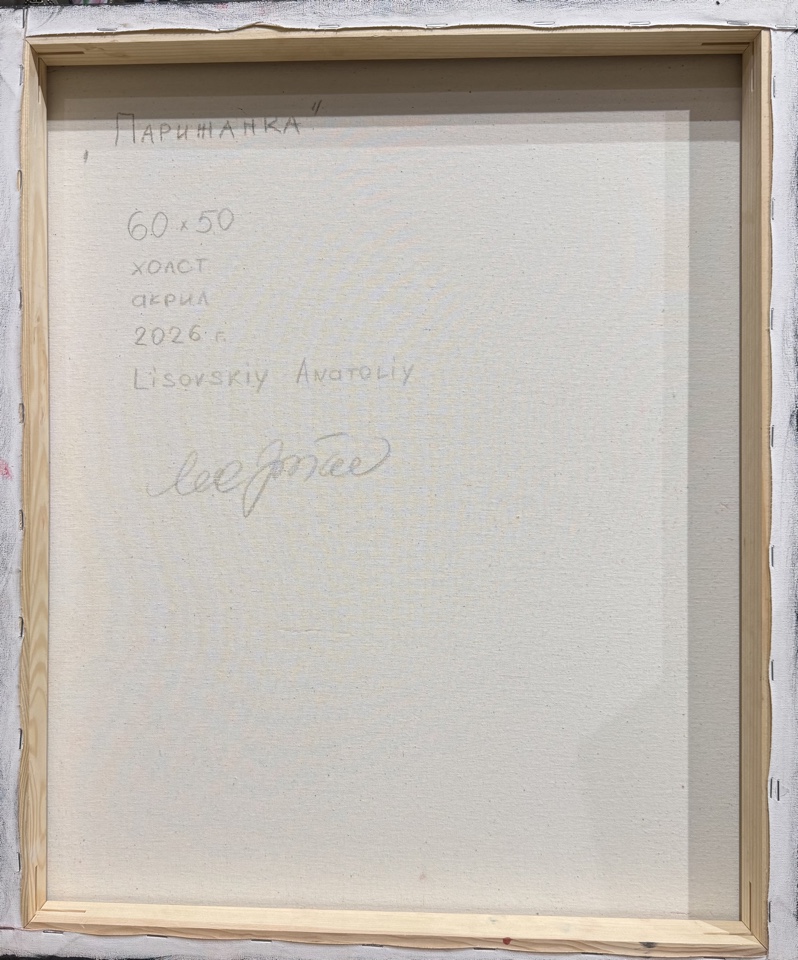 „Парижанка"
60 x 50
холст
акрил
2026 г.
Lisovskiy Anatoliy